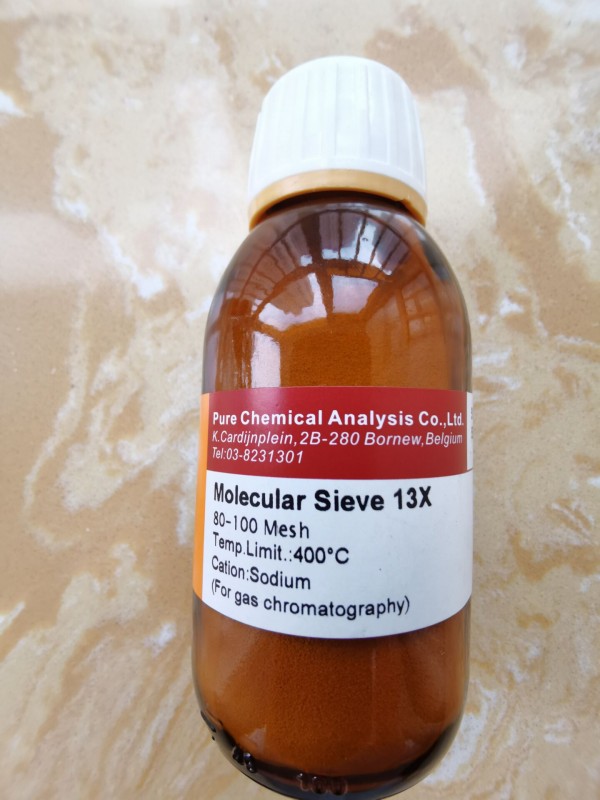 Pure Chemical Analysis Co.,Ltd.
K.Cardijnplein,2B-280 Bornew,Belgium
Tel:03-8231301
Molecular Sieve 13X
80-100 Mesh
Temp.Limit.:400°C
Cation:Sodium
(For gas chromatography)